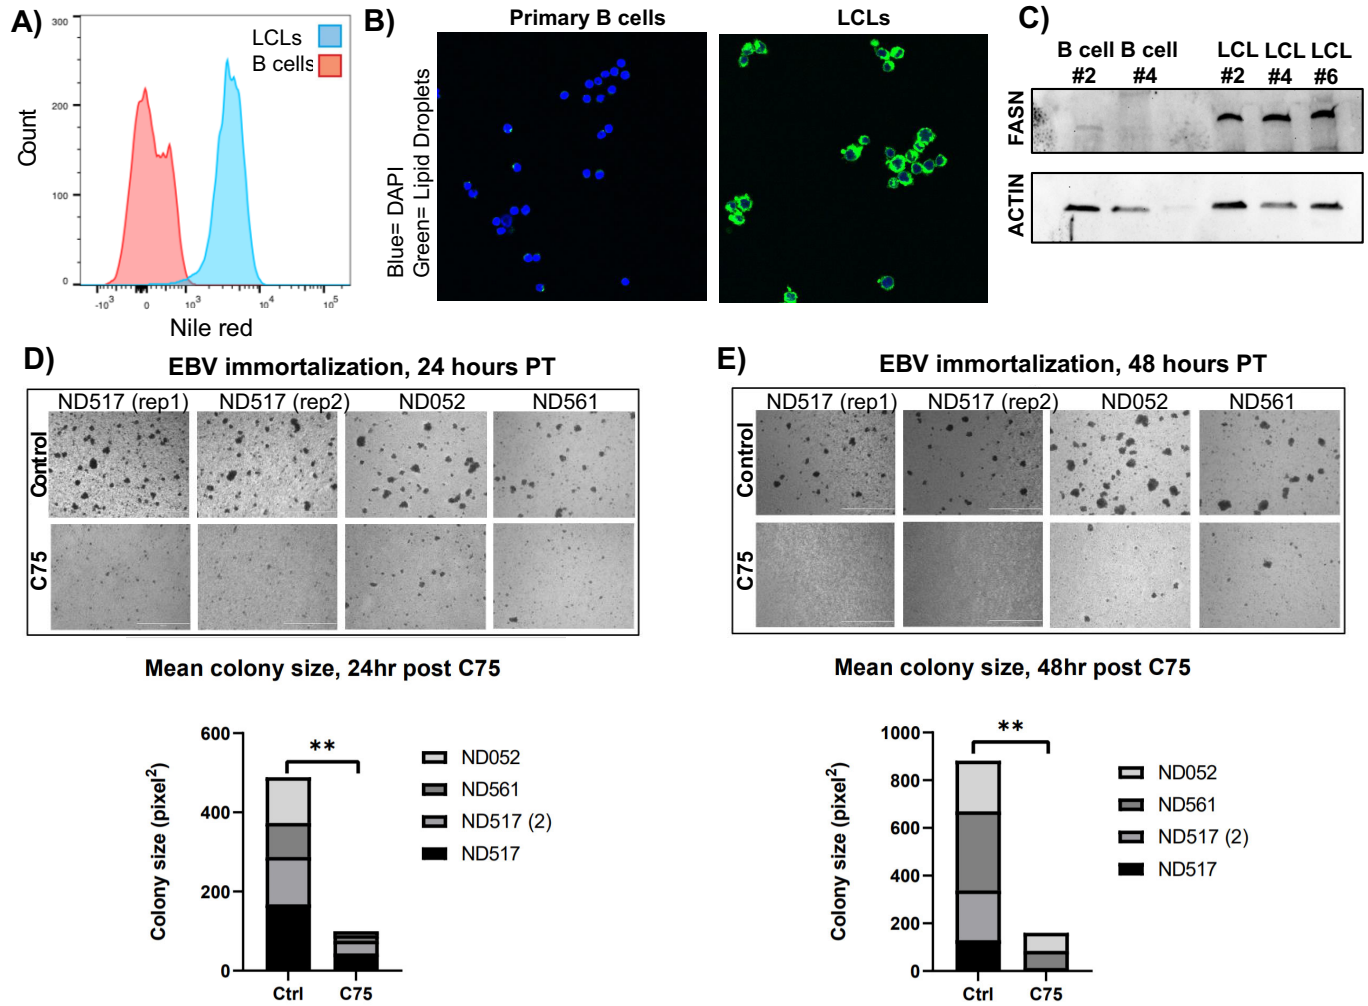 A)
300
200
100
0
Count
LCLs
B cells
-10³ 0 10³ 10⁴ 10⁵
Nile red
B)
Primary B cells LCLs
Blue= DAPI
Green= Lipid Droplets
C)
B cell B cell LCL LCL LCL
#2 #4 #2 #4 #6
FASN
ACTIN
D)
EBV immortalization, 24 hours PT
ND517 (rep1) ND517 (rep2) ND052 ND561
Control
C75
Mean colony size, 24hr post C75
600
400
200
0
Colony size (pixel²)
**
Ctrl C75
ND052
ND561
ND517 (2)
ND517
E)
EBV immortalization, 48 hours PT
ND517 (rep1) ND517 (rep2) ND052 ND561
Control
C75
Mean colony size, 48hr post C75
1000
800
600
400
200
0
Colony size (pixel²)
**
Ctrl C75
ND052
ND561
ND517 (2)
ND517